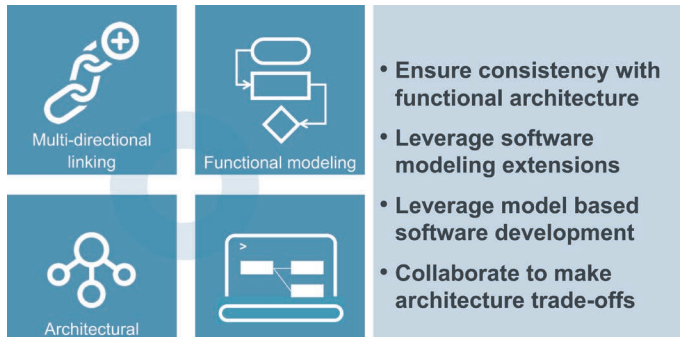 Multi-directional
linking
Functional modeling
Architectural
>
• Ensure consistency with
functional architecture
• Leverage software
modeling extensions
• Leverage model based
software development
• Collaborate to make
architecture trade-offs